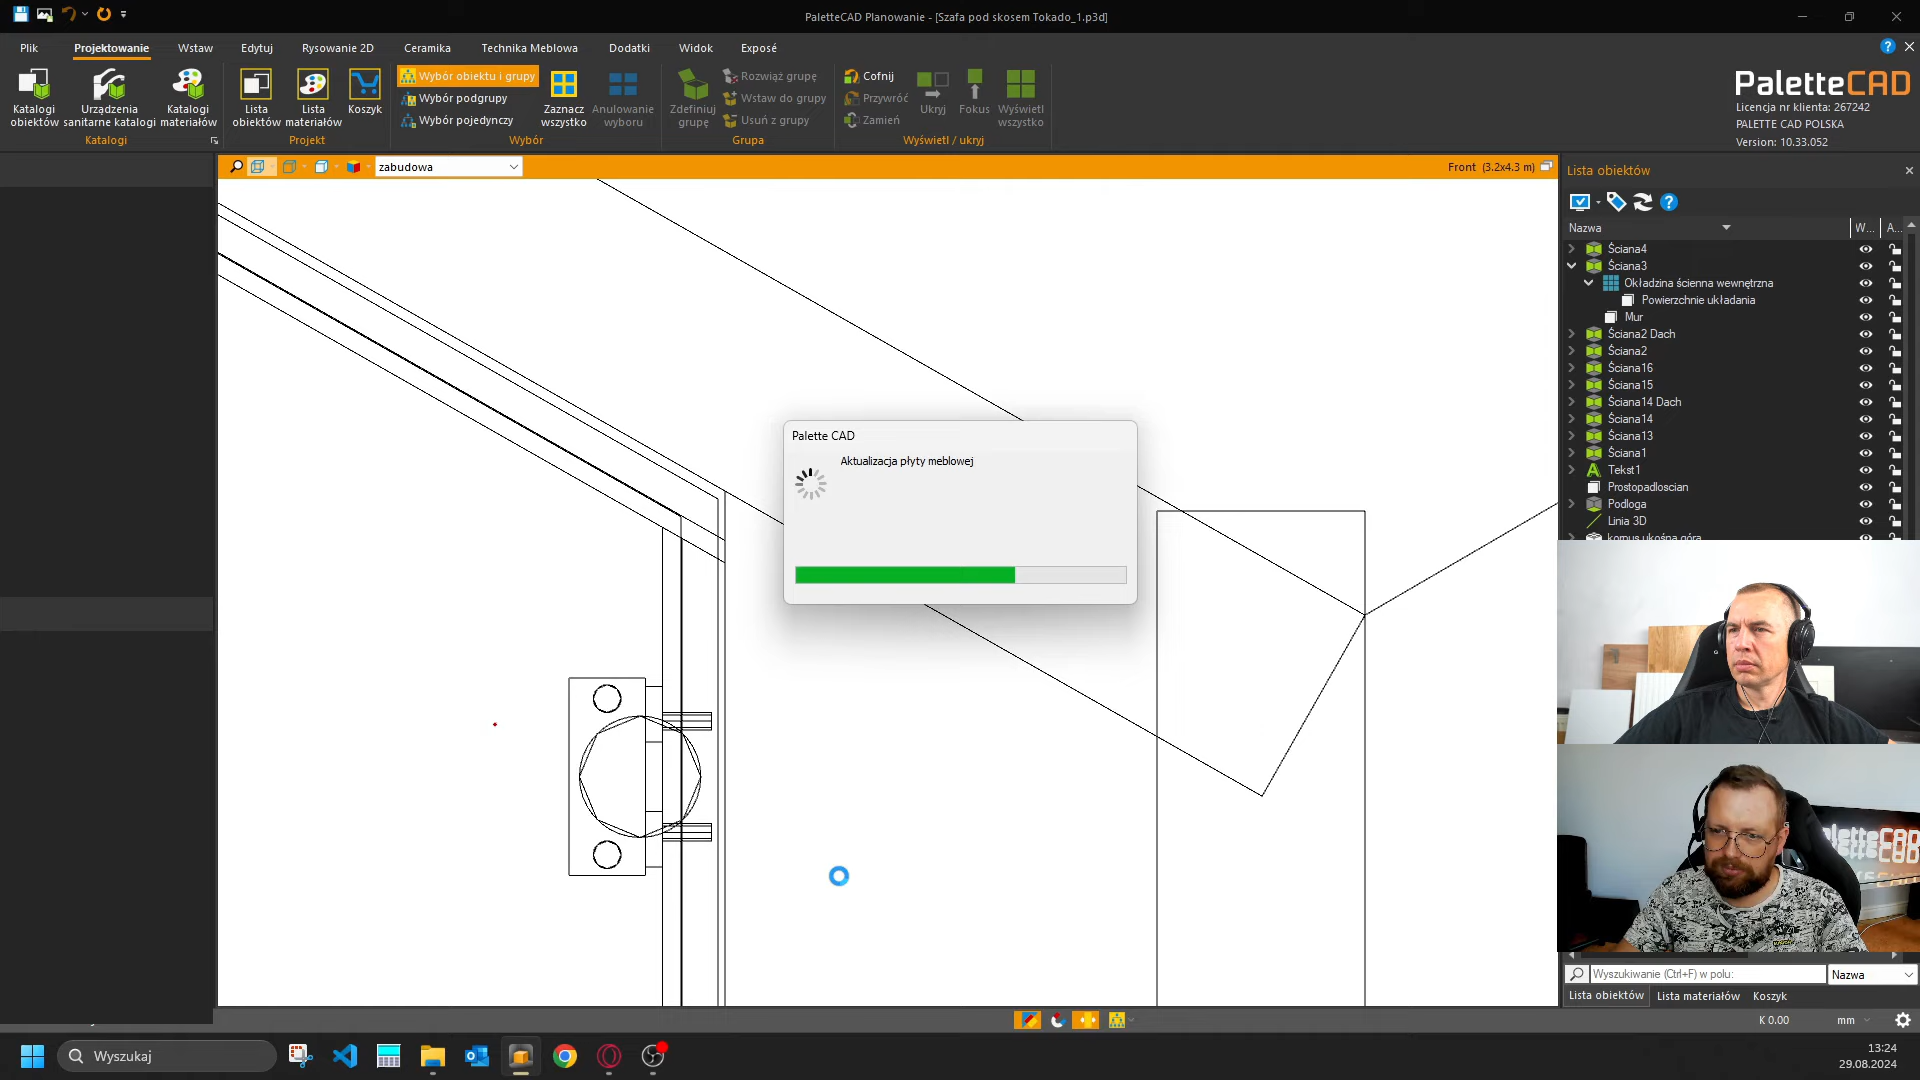 PaletteCAD Planowanie - [Szafa pod skosem Tokado_1.p3d]
Plik Projektowanie Wstaw Edytuj Rysowanie 2D Ceramika Technika Meblowa Dodatki Widok Exposé
Katalogi obiektów
Urządzenia sanitarne katalogi
Katalogi materiałów
Katalogi
Lista obiektów
Lista materiałów
Koszyk
Projekt
Wybór obiektu i grupy
Wybór podgrupy
Wybór pojedynczy
Zaznacz wszystko
Anulowanie wyboru
Wybór
Zdefiniuj grupę
Rozwiąż grupę
Wstaw do grupy
Usuń z grupy
Grupa
Cofnij
Przywróć
Zamień
Ukryj
Fokus
Wyświetl wszystko
Wyświetl / ukryj
PaletteCAD
Licencja nr klienta: 267242
PALETTE CAD POLSKA
Version: 10.33.052
zabudowa
Front (3.2x4.3 m)
Lista obiektów
Nazwa W... A...
Ściana4
Ściana3
Okładzina ścienna wewnętrzna
Powierzchnie układania
Mur
Ściana2 Dach
Ściana2
Ściana16
Ściana15
Ściana14 Dach
Ściana14
Ściana13
Ściana1
Tekst1
Prostopadloscian
Podloga
Linia 3D
korpus ukośna góra
Palette CAD
Aktualizacja płyty meblowej
Wyszukiwanie (Ctrl+F) w polu: Nazwa
Lista obiektów Lista materiałów Koszyk
K 0.00 mm
Wyszukaj
13:24
29.08.2024